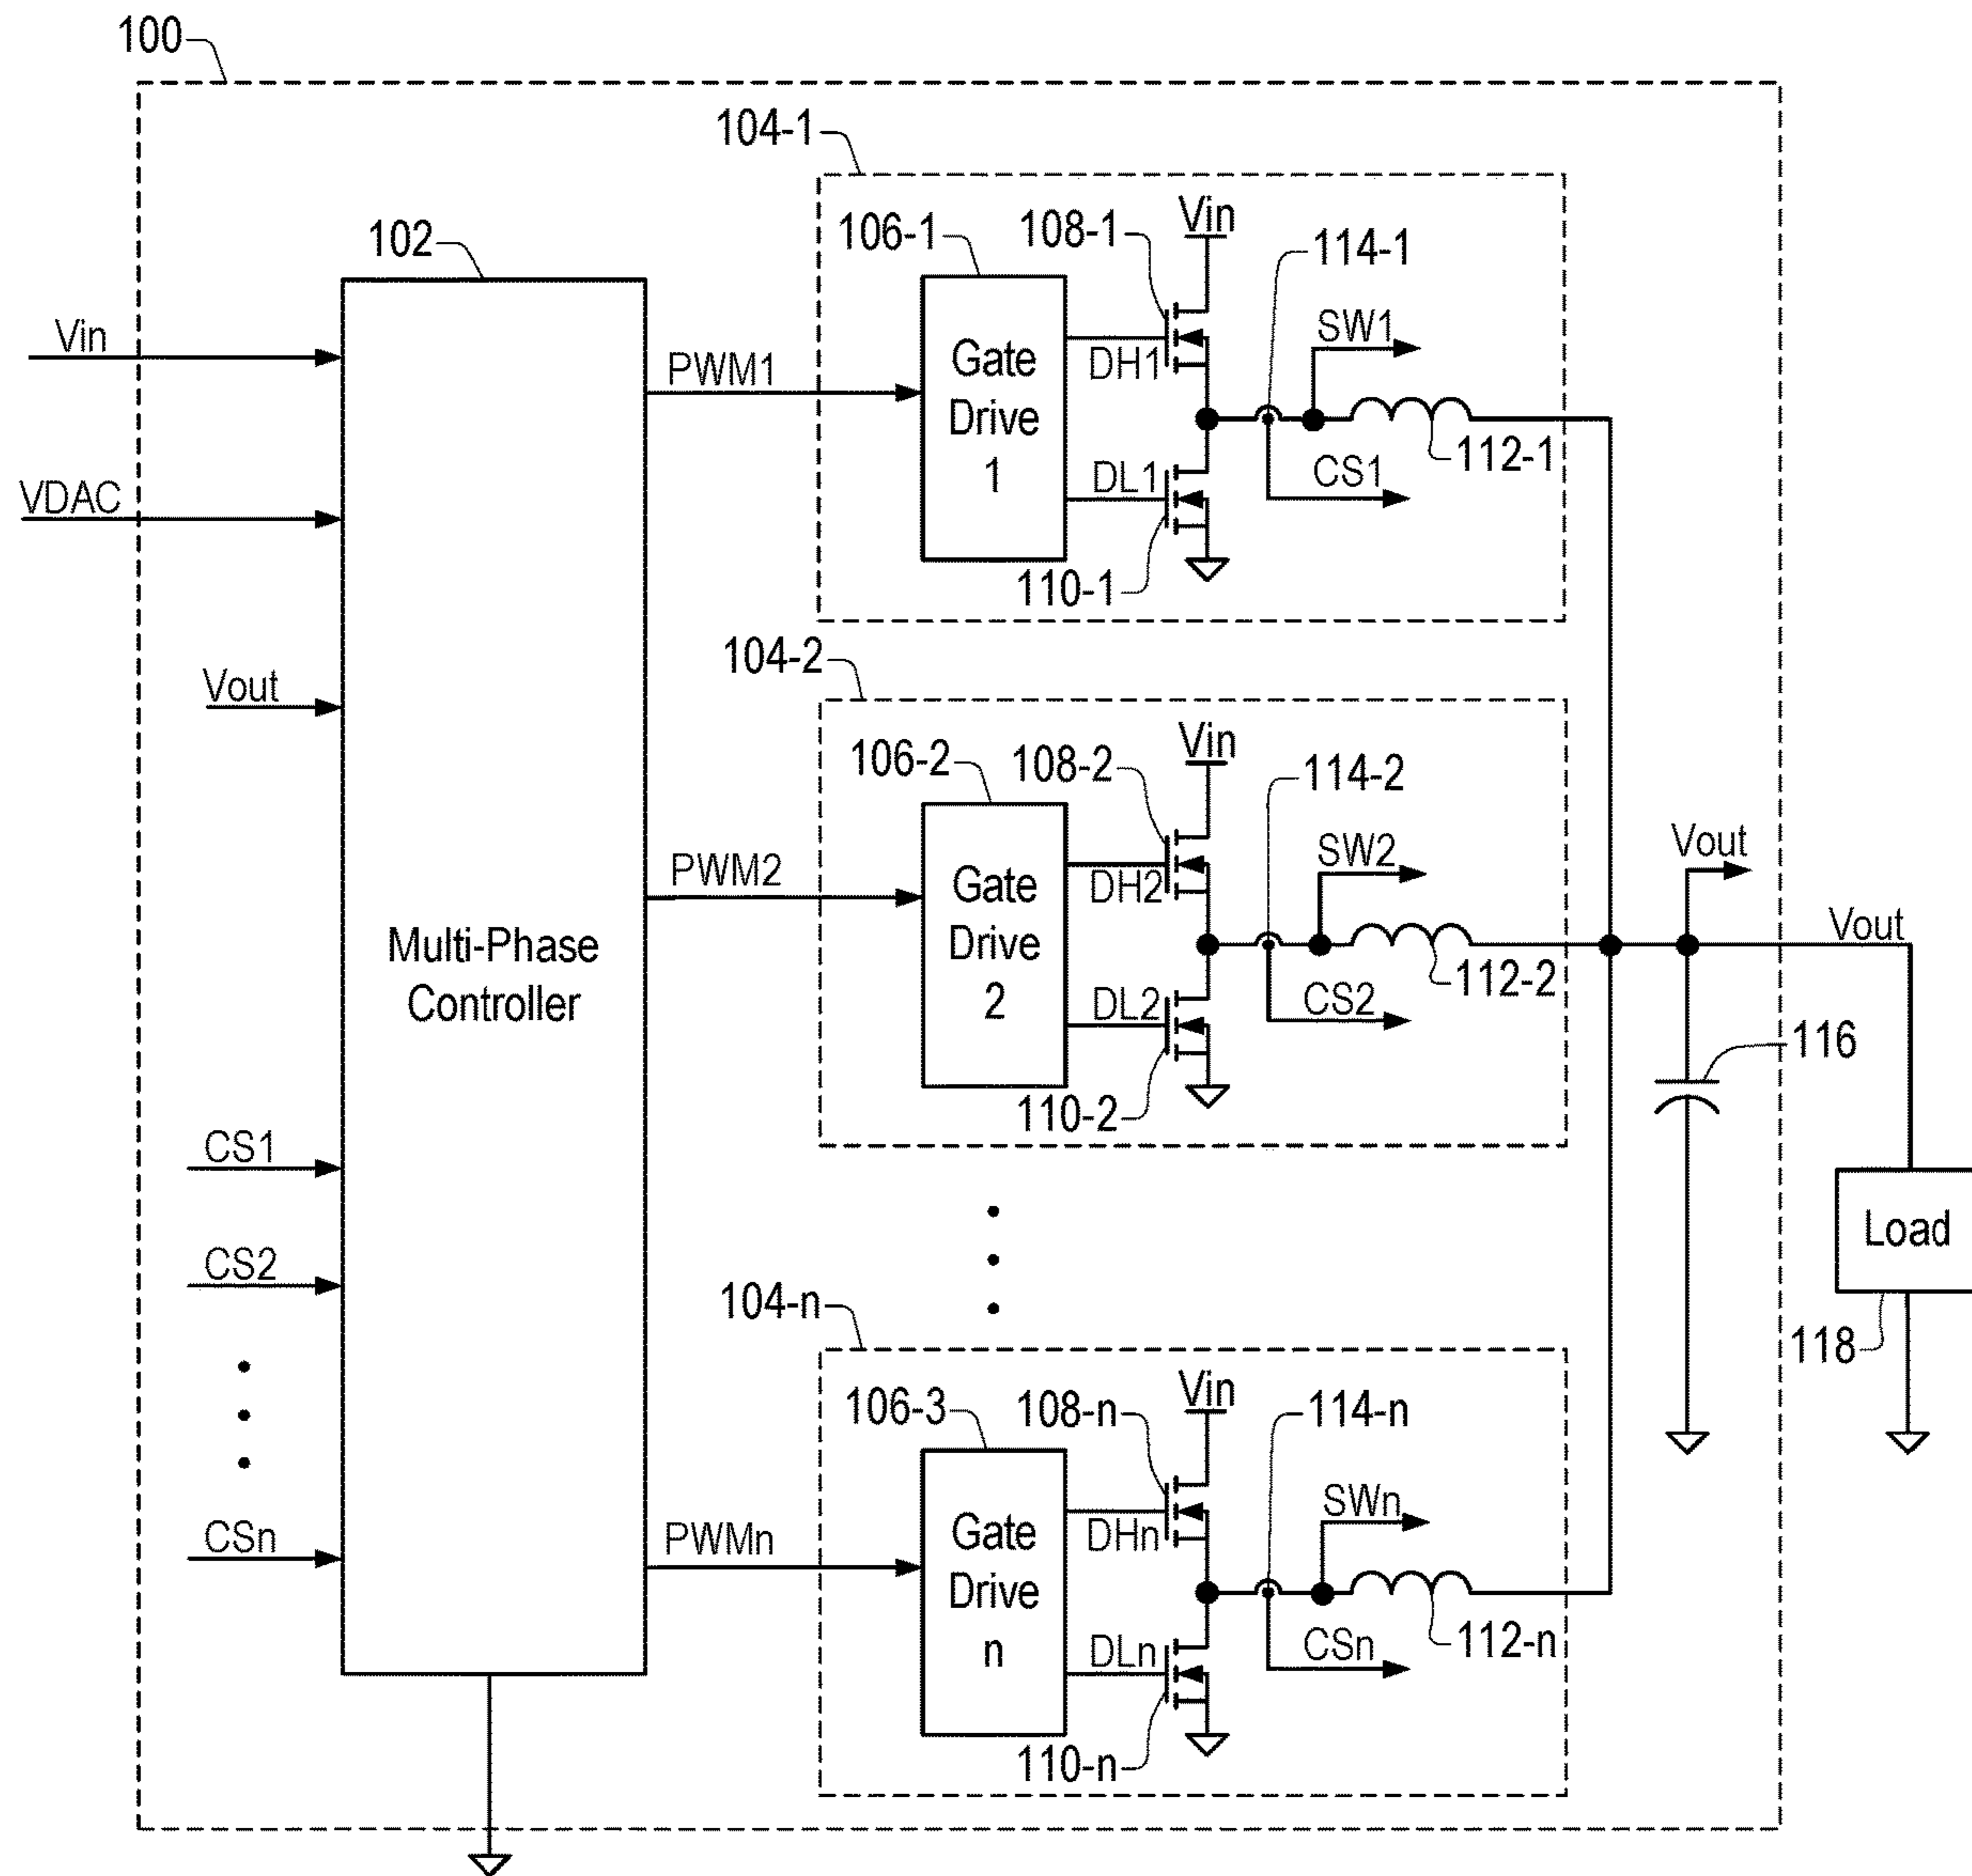 100
104-1
102
106-1
108-1
Vin
114-1
Vin
SW1
PWM1
Gate
Drive
1
DH1
112-1
VDAC
DL1
CS1
110-1
104-2
Vout
106-2
108-2
Vin
114-2
SW2
Vout
PWM2
Gate
Drive
2
DH2
Vout
Multi-Phase
Controller
112-2
DL2
CS2
116
110-2
CS1
Load
CS2
104-n
118
106-3
108-n
Vin
114-n
SWn
CSn
PWMn
Gate
Drive
n
DHn
112-n
DLn
CSn
110-n